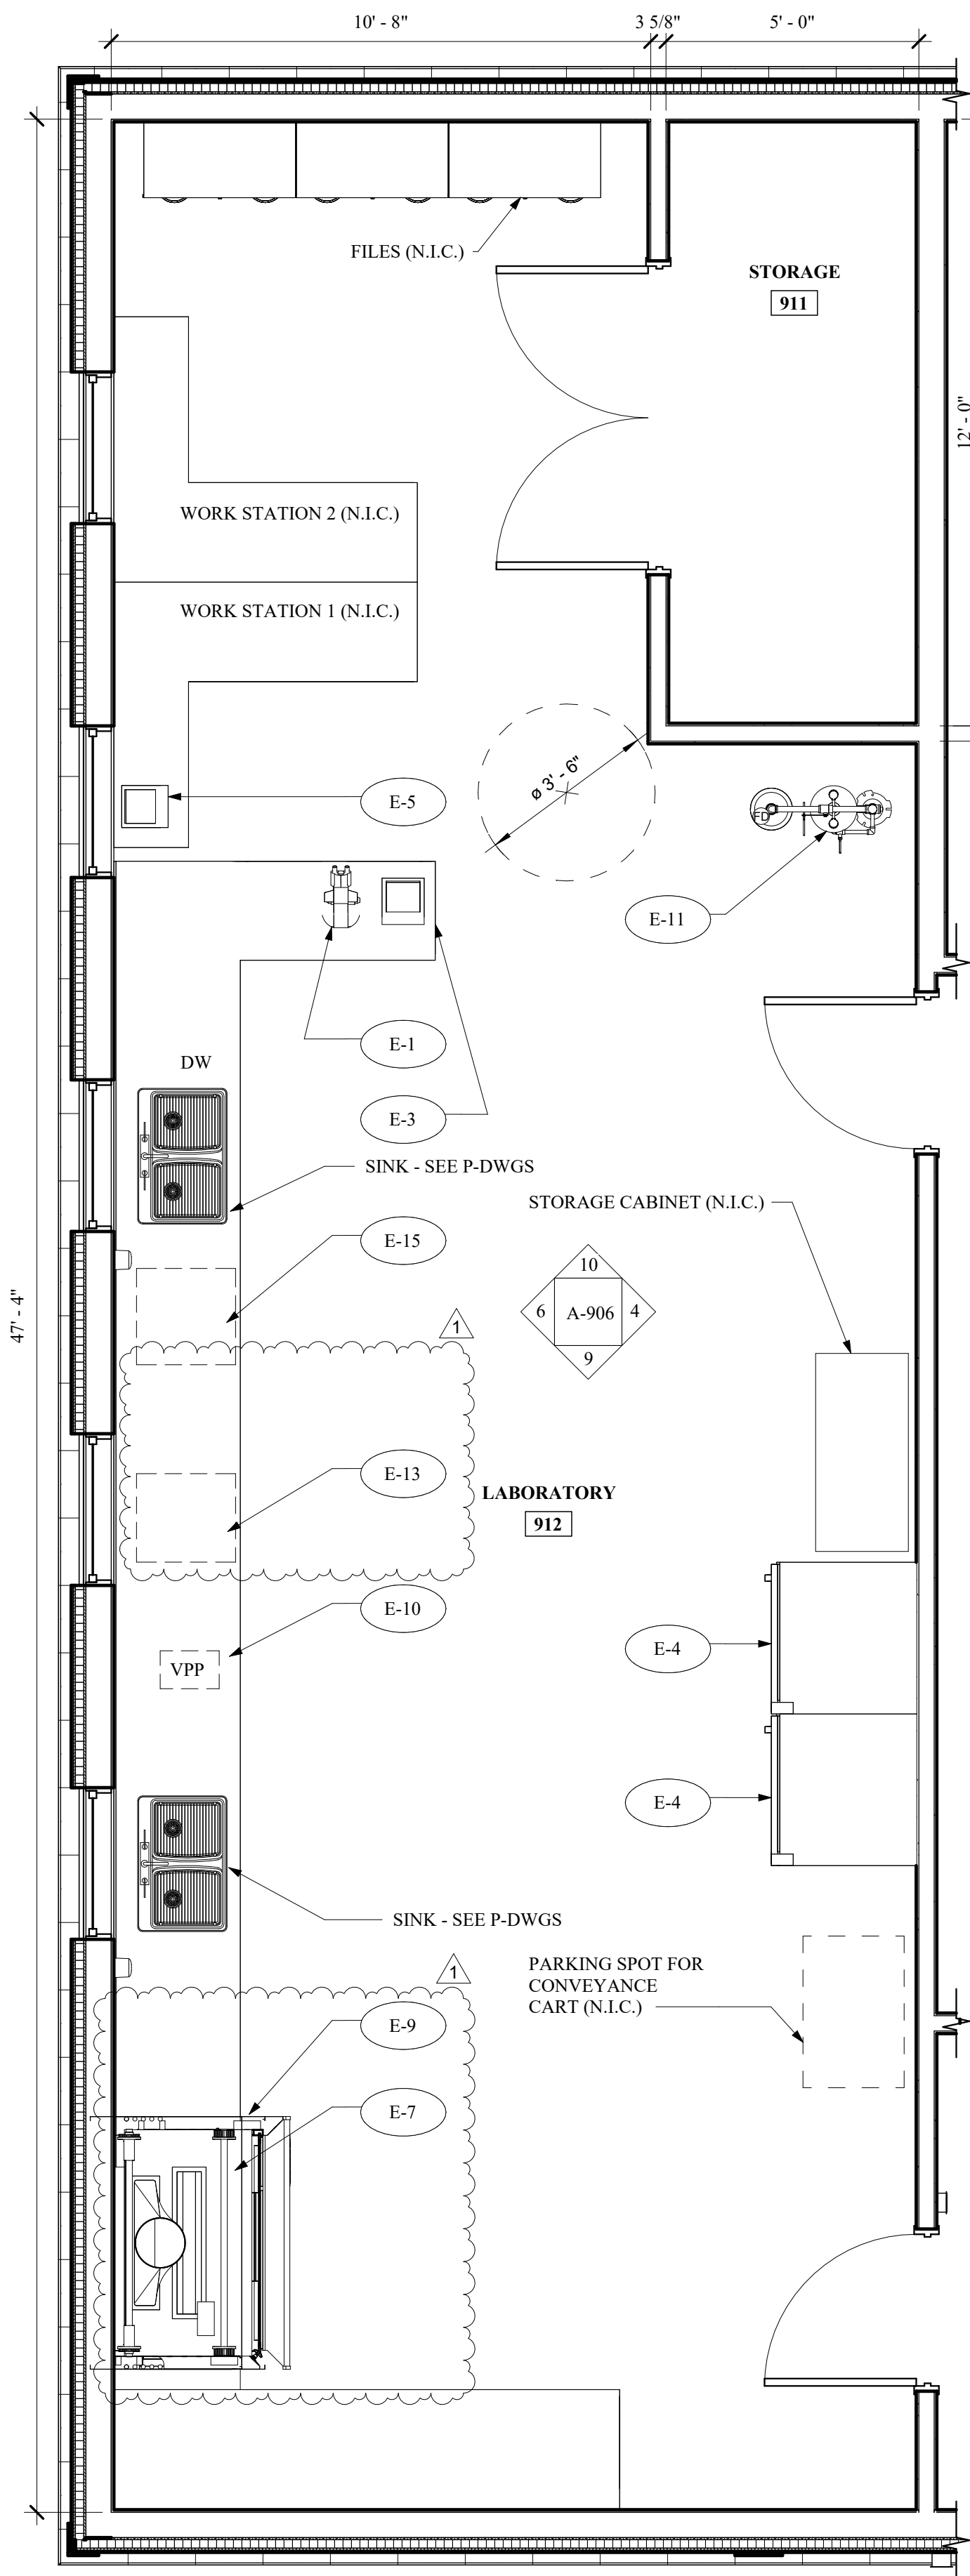 10' - 8"
3 5/8"
5' - 0"
FILES (N.I.C.)
STORAGE
911
12' - 0"
WORK STATION 2 (N.I.C.)
WORK STATION 1 (N.I.C.)
ø 3' - 6"
E-5
FD
E-11
E-1
DW
E-3
SINK - SEE P-DWGS
STORAGE CABINET (N.I.C.)
E-15
10
6
A-906
4
9
1
47' - 4"
E-13
LABORATORY
912
E-10
VPP
E-4
E-4
SINK - SEE P-DWGS
PARKING SPOT FOR
CONVEYANCE
CART (N.I.C.)
1
E-9
E-7